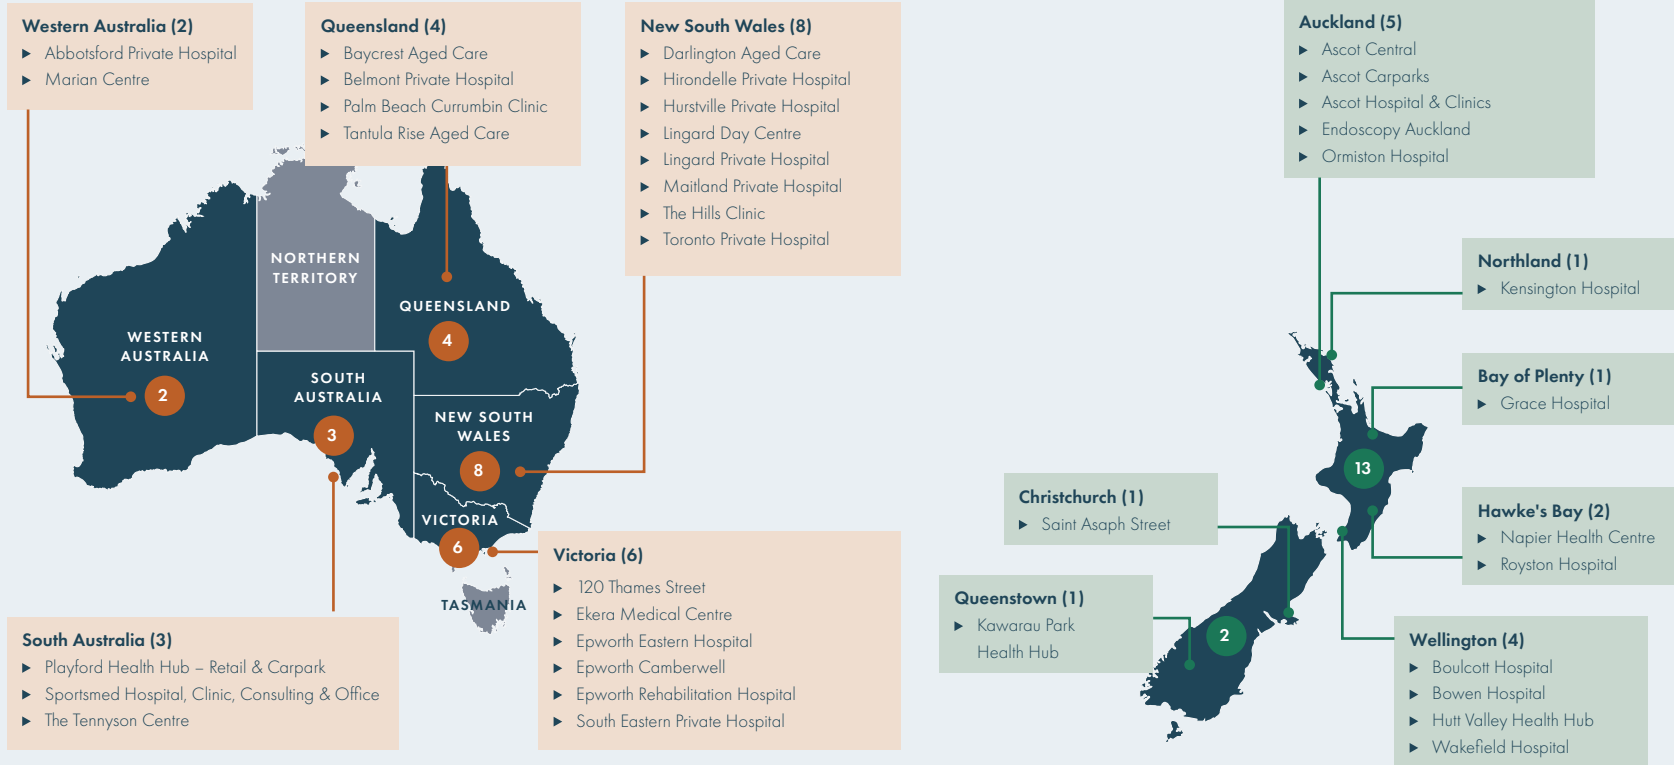 Western Australia (2)
Abbotsford Private Hospital
Marian Centre
Queensland (4)
Baycrest Aged Care
Belmont Private Hospital
Palm Beach Currumbin Clinic
Tantula Rise Aged Care
New South Wales (8)
Darlington Aged Care
Hirondelle Private Hospital
Hurstville Private Hospital
Lingard Day Centre
Lingard Private Hospital
Maitland Private Hospital
The Hills Clinic
Toronto Private Hospital
NORTHERN
TERRITORY
QUEENSLAND
4
WESTERN
AUSTRALIA
2
SOUTH
AUSTRALIA
3
NEW SOUTH
WALES
8
VICTORIA
6
TASMANIA
South Australia (3)
Playford Health Hub – Retail & Carpark
Sportsmed Hospital, Clinic, Consulting & Office
The Tennyson Centre
Victoria (6)
120 Thames Street
Ekera Medical Centre
Epworth Eastern Hospital
Epworth Camberwell
Epworth Rehabilitation Hospital
South Eastern Private Hospital
Auckland (5)
Ascot Central
Ascot Carparks
Ascot Hospital & Clinics
Endoscopy Auckland
Ormiston Hospital
Northland (1)
Kensington Hospital
Bay of Plenty (1)
Grace Hospital
13
Christchurch (1)
Saint Asaph Street
Hawke's Bay (2)
Napier Health Centre
Royston Hospital
Queenstown (1)
Kawarau Park
Health Hub
2
Wellington (4)
Boulcott Hospital
Bowen Hospital
Hutt Valley Health Hub
Wakefield Hospital